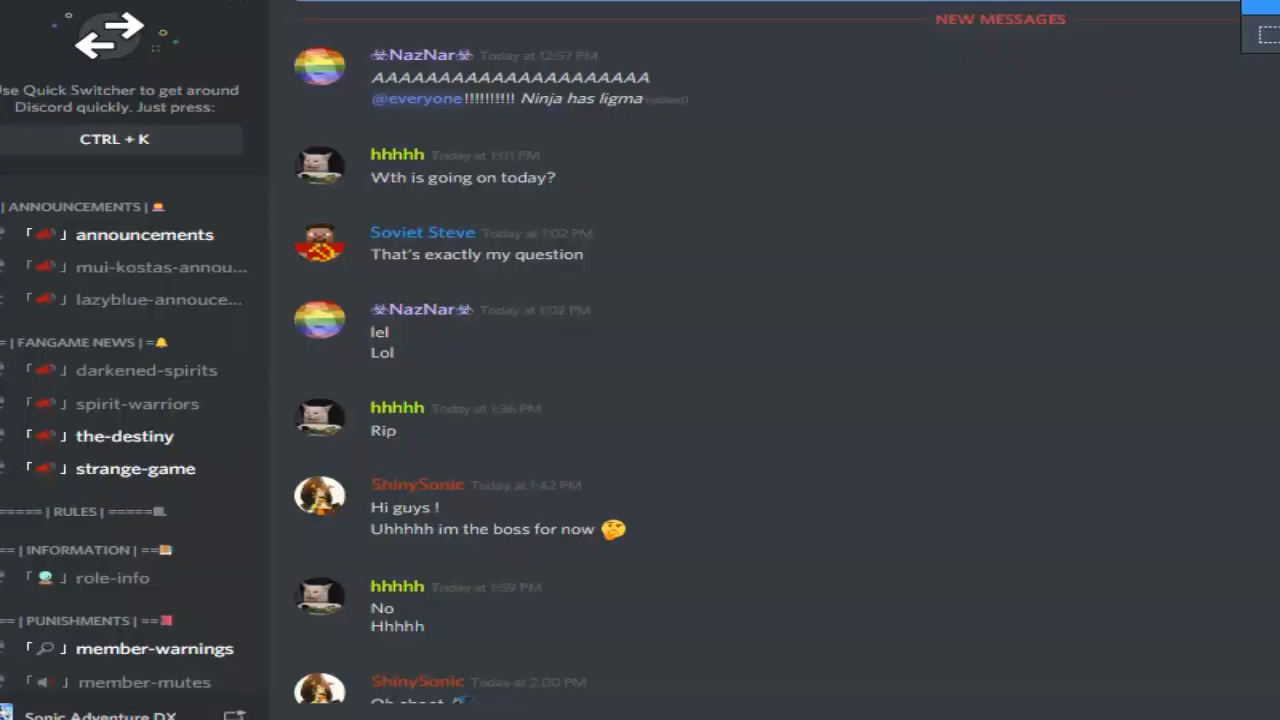 NEW MESSAGES
Use Quick Switcher to get around
Discord quickly. Just press:
CTRL + K
| ANNOUNCEMENTS |
「 」 announcements
「 」 mui-kostas-annou...
「 」 lazyblue-annouce...
= | FANGAME NEWS | =
「 」 darkened-spirits
「 」 spirit-warriors
「 」 the-destiny
「 」 strange-game
===== | RULES | =====
== | INFORMATION | ==
「 」 role-info
== | PUNISHMENTS | ==
「 」 member-warnings
「 」 member-mutes
Sonic Adventure DX
☠NazNar☠ Today at 12:57 PM
AAAAAAAAAAAAAAAAAAAAA
@everyone!!!!!!!!!! Ninja has ligma (edited)
hhhhh Today at 1:01 PM
Wth is going on today?
Soviet Steve Today at 1:02 PM
That's exactly my question
☠NazNar☠ Today at 1:02 PM
lel
Lol
hhhhh Today at 1:36 PM
Rip
ShinySonic Today at 1:42 PM
Hi guys !
Uhhhhh im the boss for now 🤔
hhhhh Today at 1:59 PM
No
Hhhhh
ShinySonic Today at 2:00 PM